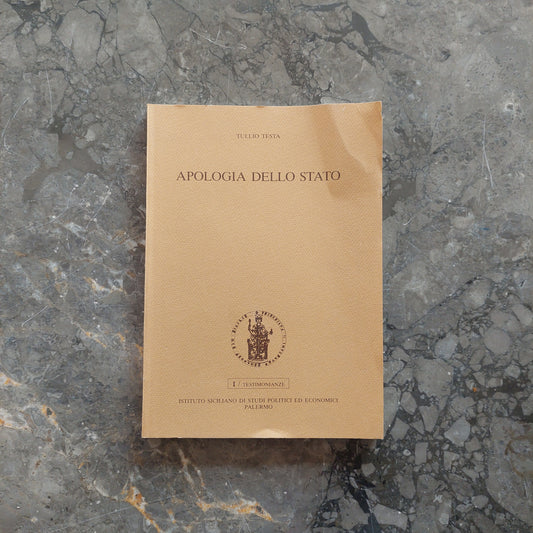 TULLIO TESTA
APOLOGIA DELLO STATO
1 / TESTIMONIANZE
ISTITUTO SICILIANO DI STUDI POLITICI ED ECONOMICI
PALERMO